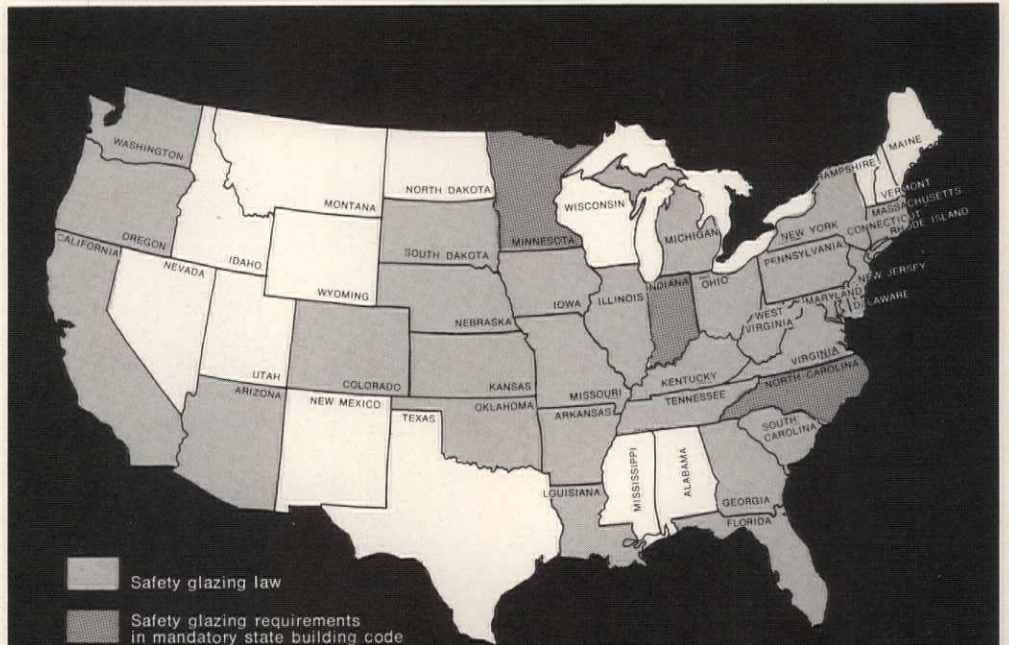 WASHINGTON
MONTANA
NORTH DAKOTA
MINNESOTA
WISCONSIN
MICHIGAN
HAMPSHIRE
MAINE
VERMONT
MASSACHUSETTS
CONNECTICUT
RHODE ISLAND
NEW YORK
PENNSYLVANIA
NEW JERSEY
MARYLAND
DELAWARE
OREGON
IDAHO
WYOMING
SOUTH DAKOTA
CALIFORNIA
NEVADA
UTAH
COLORADO
NEBRASKA
IOWA
ILLINOIS
INDIANA
OHIO
WEST
VIRGINIA
VIRGINIA
KANSAS
MISSOURI
KENTUCKY
NORTH CAROLINA
TENNESSEE
SOUTH
CAROLINA
ARIZONA
NEW MEXICO
TEXAS
OKLAHOMA
ARKANSAS
LOUISIANA
MISSISSIPPI
ALABAMA
GEORGIA
FLORIDA
Safety glazing law
Safety glazing requirements
in mandatory state building code